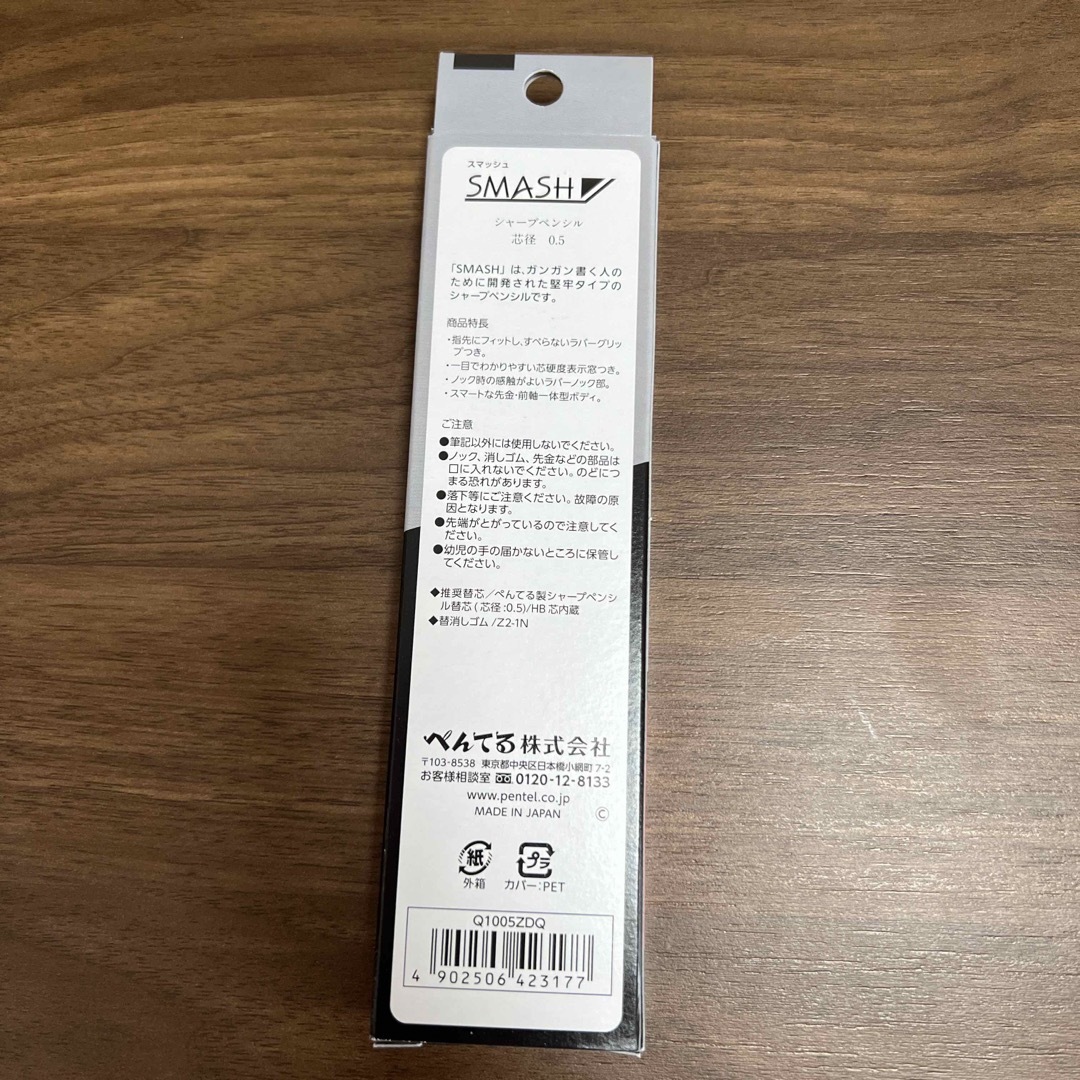 スマッシュ
SMASH
シャープペンシル
芯径 0.5
「SMASH」は、ガンガン書く人の
ために開発された堅牢タイプの
シャープペンシルです。
商品特長
・指先にフィットし、すべらないラバーグリッ
プつき。
・一目でわかりやすい芯硬度表示窓つき。
・ノック時の感触がよいラバーノック部。
・スマートな先金・前軸一体型ボディ。
ご注意
●筆記以外には使用しないでください。
●ノック、消しゴム、先金などの部品は
口に入れないでください。のどにつ
まる恐れがあります。
●落下等にご注意ください。故障の原
因となります。
●先端がとがっているので注意してく
ださい。
●幼児の手の届かないところに保管し
てください。
◆推奨替芯／ぺんてる製シャープペンシ
ル替芯(芯径:0.5)/HB芯内蔵
◆替消しゴム/Z2-1N
ぺんてる株式会社
〒103-8538 東京都中央区日本橋小網町7-2
お客様相談室 0120-12-8133
www.pentel.co.jp
MADE IN JAPAN ©
紙 プラ
外箱 カバー:PET
Q1005ZDQ
4 902506 423177